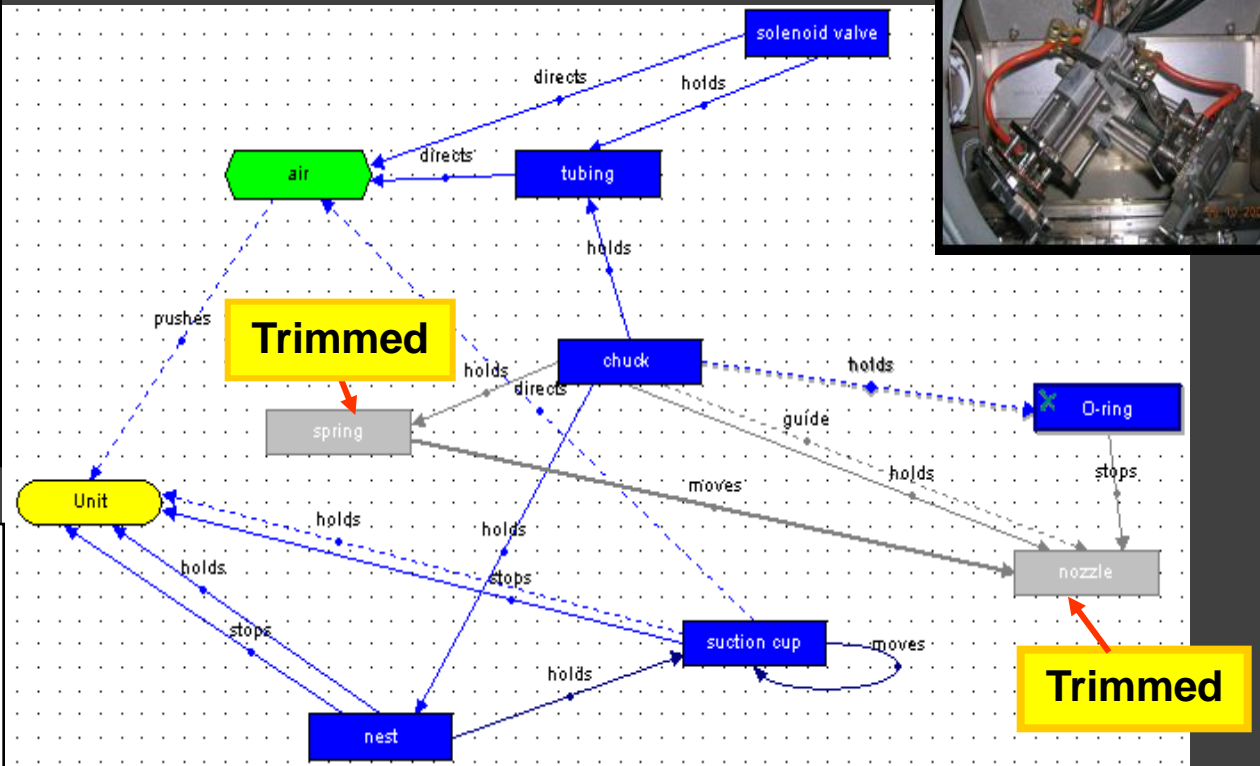 solenoid valve
directs
holds
directs
air
tubing
holds
pushes
Trimmed
chuck
holds
holds
directs
O-ring
spring
guide
holds
stops
moves
Unit
holds
holds
stops
holds
nozzle
stops
suction cup
moves
holds
Trimmed
nest